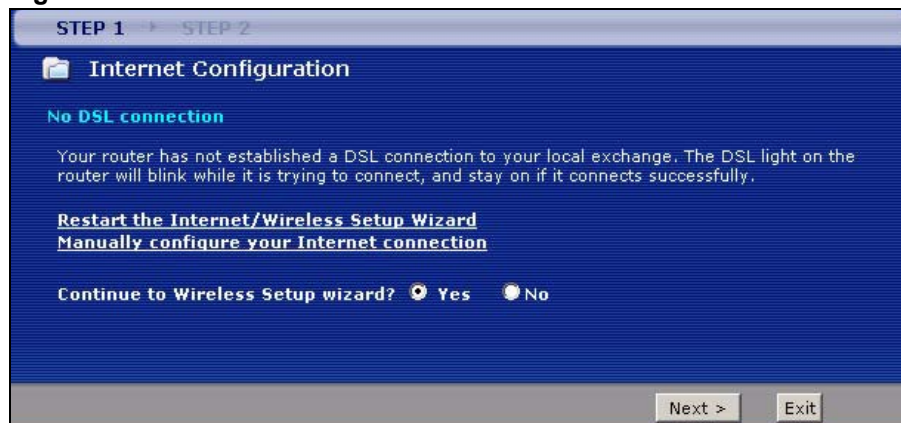 STEP 1 STEP 2
Internet Configuration
No DSL connection
Your router has not established a DSL connection to your local exchange. The DSL light on the
router will blink while it is trying to connect, and stay on if it connects successfully.
Restart the Internet/Wireless Setup Wizard
Manually configure your Internet connection
Continue to Wireless Setup wizard? Yes No
Next > Exit